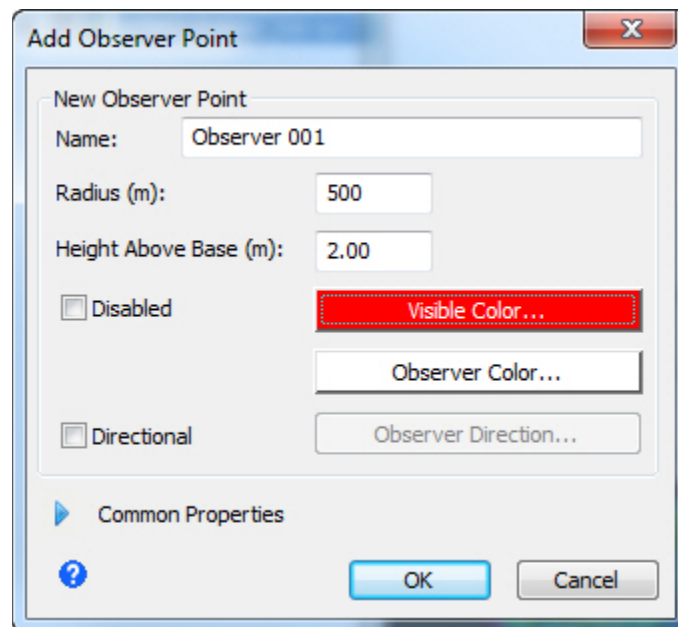 Add Observer Point
New Observer Point
Name: Observer 001
Radius (m): 500
Height Above Base (m): 2.00
Disabled Visible Color...
Observer Color...
Directional Observer Direction...
Common Properties
OK Cancel